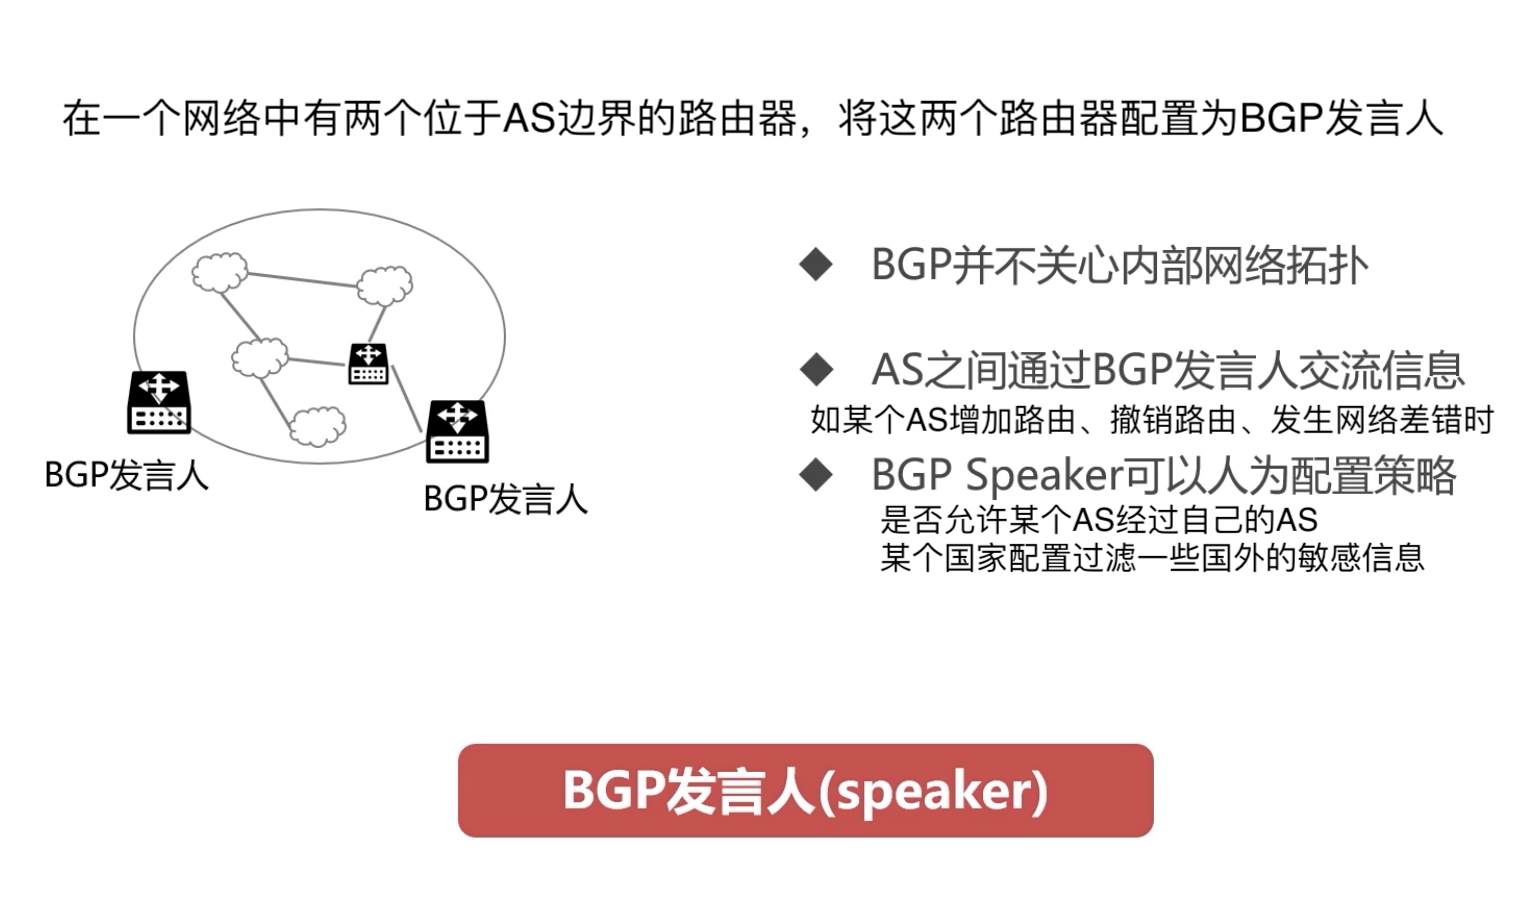 在一个网络中有两个位于AS边界的路由器，将这两个路由器配置为BGP发言人
BGP发言人
BGP发言人
BGP并不关心内部网络拓扑
AS之间通过BGP发言人交流信息
如某个AS增加路由、撤销路由、发生网络差错时
BGP Speaker可以人为配置策略
是否允许某个AS经过自己的AS
某个国家配置过滤一些国外的敏感信息
BGP发言人(speaker)